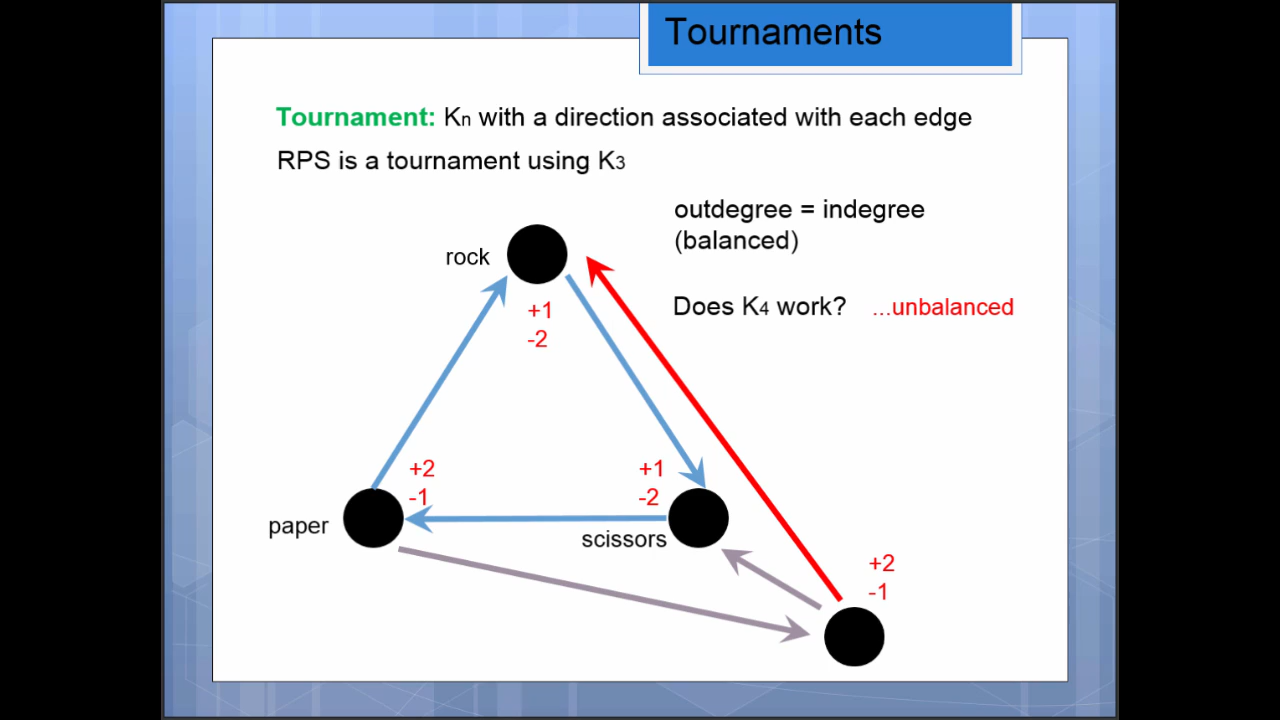 Tournaments
Tournament: Kn with a direction associated with each edge
RPS is a tournament using K3
outdegree = indegree
(balanced)
rock
Does K4 work? ...unbalanced
+1
-2
+2
-1
+1
-2
paper
scissors
+2
-1